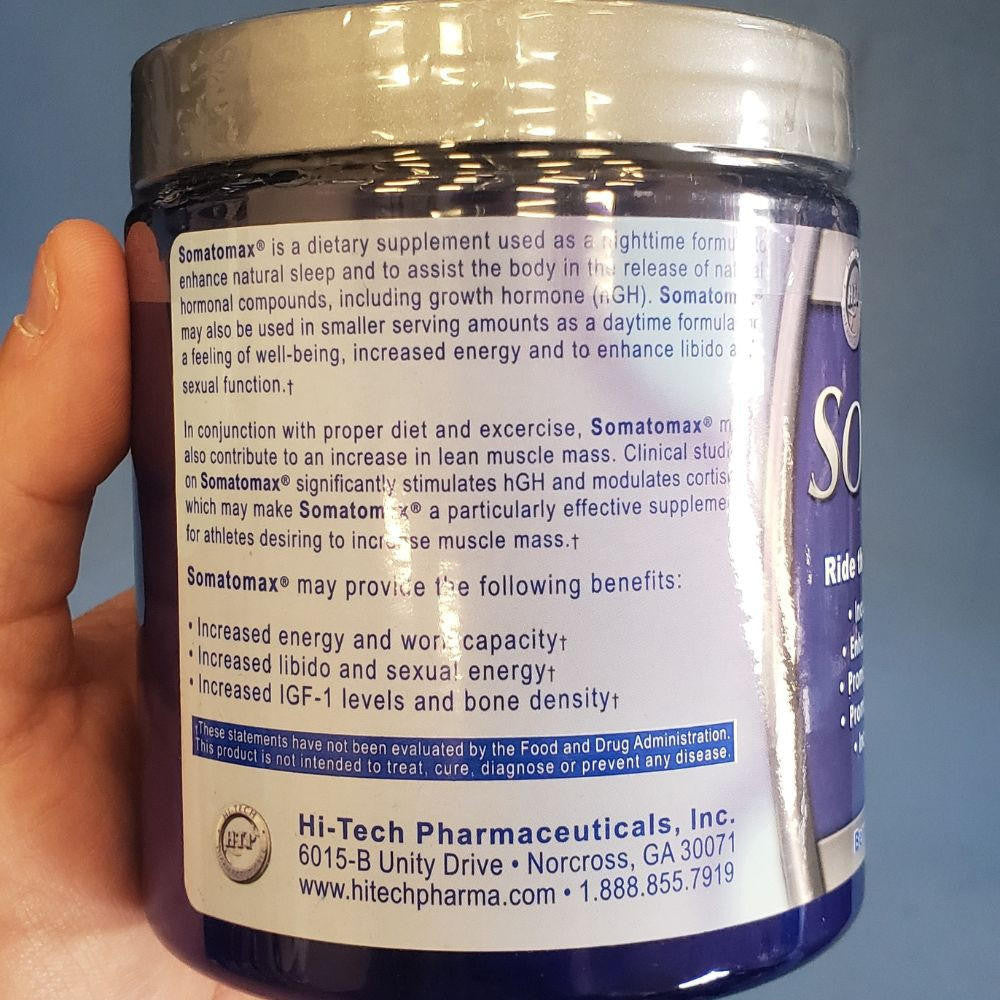 Somatomax® is a dietary supplement used as a nighttime
enhance natural sleep and to assist the body in the release of
hormonal compounds, including growth hormone (hGH). Somatom
may also be used in smaller serving amounts as a daytime formula
a feeling of well-being, increased energy and to enhance libido
sexual function.†
In conjunction with proper diet and excercise, Somatomax® m
also contribute to an increase in lean muscle mass. Clinical studi
on Somatomax® significantly stimulates hGH and modulates cortis
which may make Somatomax® a particularly effective suppleme
for athletes desiring to increase muscle mass.†
Somatomax® may provide the following benefits:
• Increased energy and work capacity†
• Increased libido and sexual energy†
• Increased IGF-1 levels and bone density†
†These statements have not been evaluated by the Food and Drug Administration.
This product is not intended to treat, cure, diagnose or prevent any disease.
HI-TECH
HTP
Hi-Tech Pharmaceuticals, Inc.
6015-B Unity Drive • Norcross, GA 30071
www.hitechpharma.com • 1.888.855.7919
SO
Ride